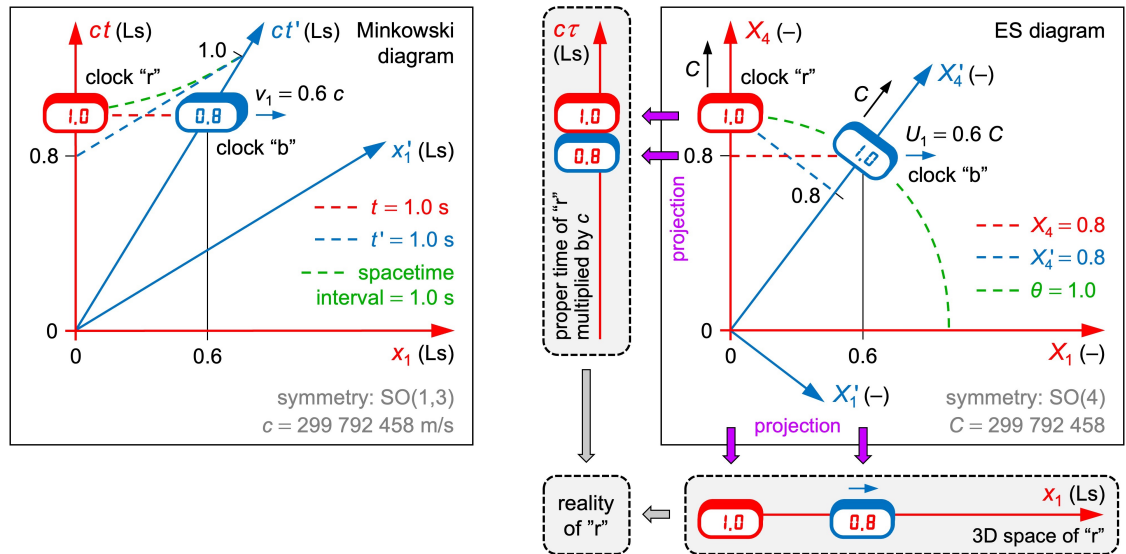 ct (Ls)
ct′ (Ls)
Minkowski
diagram
1.0
clock “r”
1.0
0.8
v₁ = 0.6 c
clock “b”
0.8
x₁′ (Ls)
t = 1.0 s
t′ = 1.0 s
spacetime
interval = 1.0 s
0
0
0.6
x₁ (Ls)
symmetry: SO(1,3)
c = 299 792 458 m/s
cτ
(Ls)
1.0
0.8
proper time of ”r”
multiplied by c
projection
X₄ (–)
ES diagram
C
clock “r”
1.0
C
X₄′ (–)
1.0
U₁ = 0.6 C
clock “b”
0.8
0.8
X₄ = 0.8
X₄′ = 0.8
θ = 1.0
0
0
0.6
X₁ (–)
X₁′ (–)
symmetry: SO(4)
C = 299 792 458
projection
reality
of ”r”
1.0
0.8
x₁ (Ls)
3D space of “r”